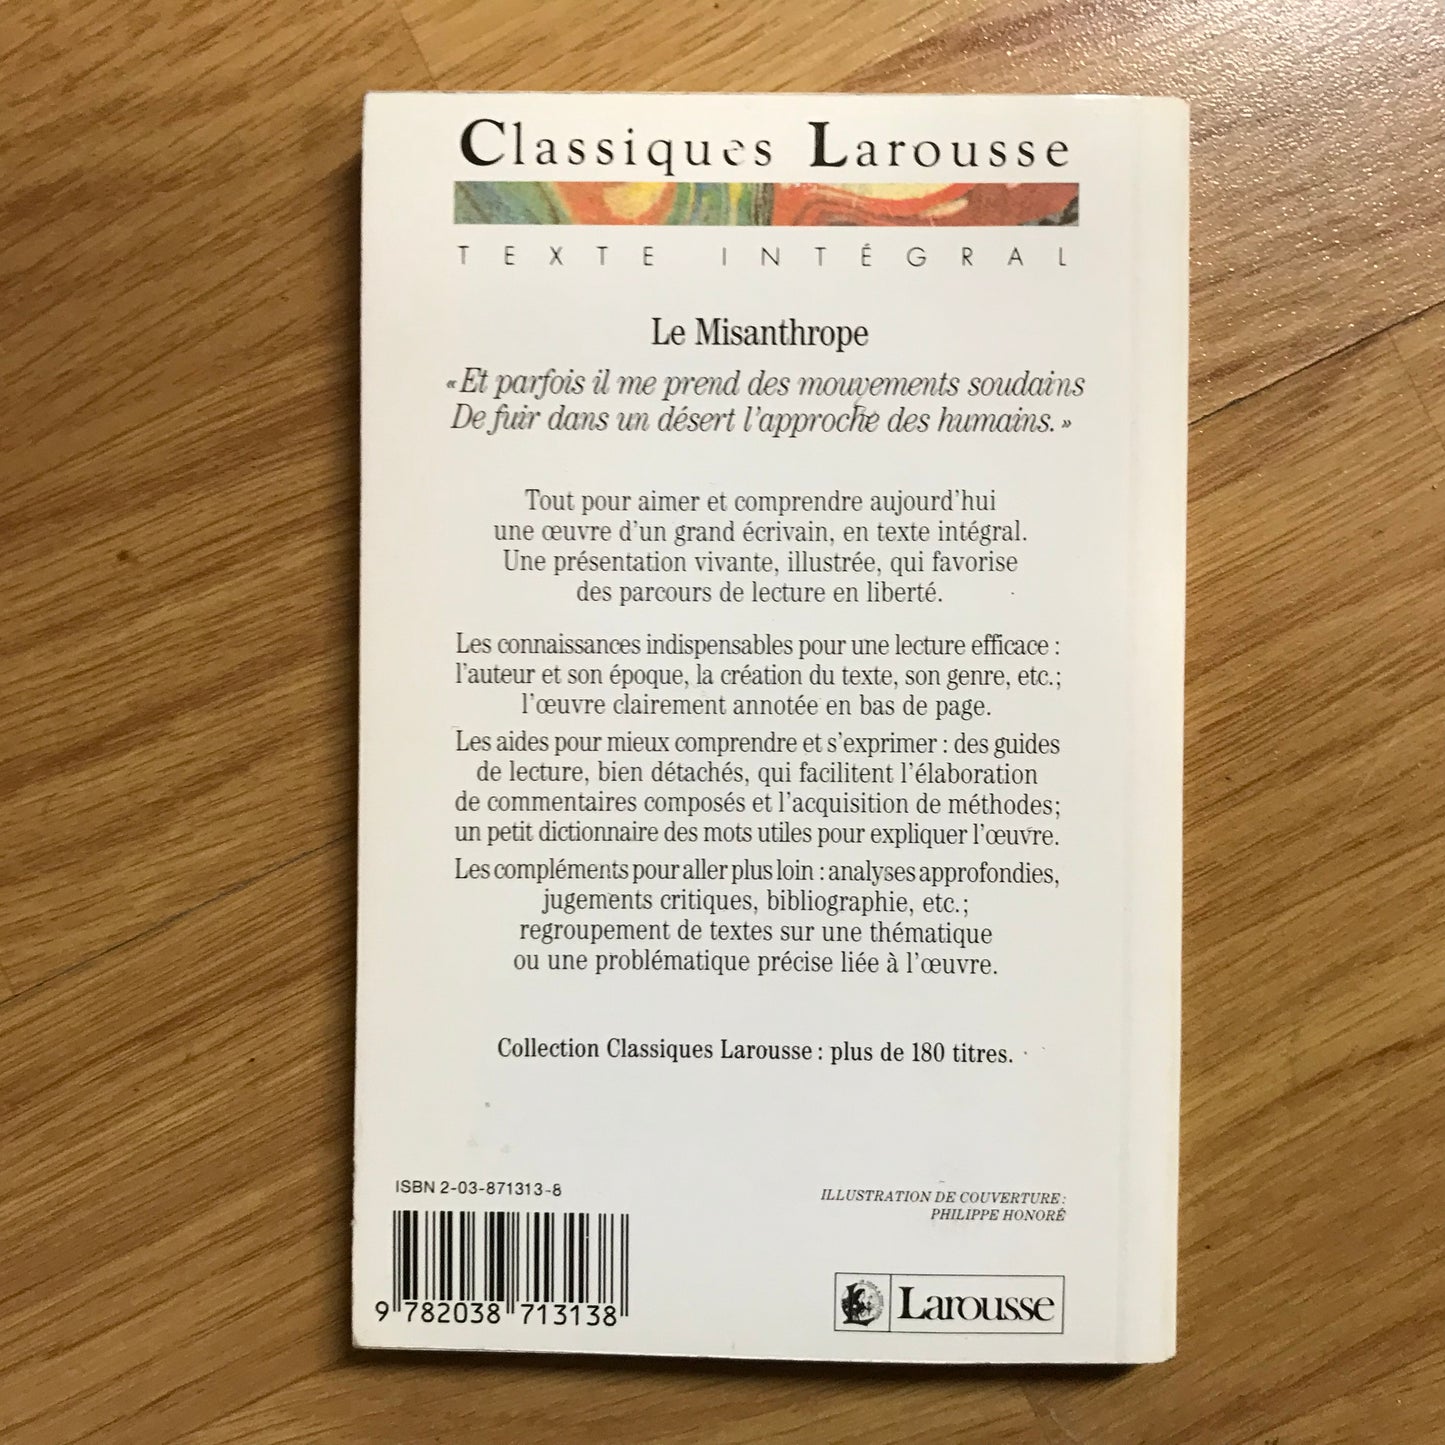 Classiques Larousse
TEXTE INTÉGRAL
Le Misanthrope
« Et parfois il me prend des mouvements soudains
De fuir dans un désert l'approche des humains. »
Tout pour aimer et comprendre aujourd'hui
une œuvre d'un grand écrivain, en texte intégral.
Une présentation vivante, illustrée, qui favorise
des parcours de lecture en liberté.
Les connaissances indispensables pour une lecture efficace :
l'auteur et son époque, la création du texte, son genre, etc.;
l'œuvre clairement annotée en bas de page.
Les aides pour mieux comprendre et s'exprimer : des guides
de lecture, bien détachés, qui facilitent l'élaboration
de commentaires composés et l'acquisition de méthodes;
un petit dictionnaire des mots utiles pour expliquer l'œuvre.
Les compléments pour aller plus loin : analyses approfondies,
jugements critiques, bibliographie, etc.;
regroupement de textes sur une thématique
ou une problématique précise liée à l'œuvre.
Collection Classiques Larousse : plus de 180 titres.
ISBN 2-03-871313-8
9 782038 713138
ILLUSTRATION DE COUVERTURE :
PHILIPPE HONORÉ
Larousse